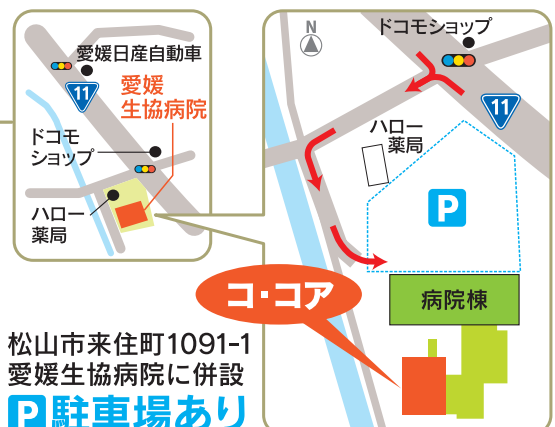 愛媛日産自動車
11
愛媛
生協病院
ドコモ
ショップ
ハロー
薬局
N
ドコモショップ
11
ハロー
薬局
P
病院棟
コ・コア
松山市来住町1091-1
愛媛生協病院に併設
P駐車場あり